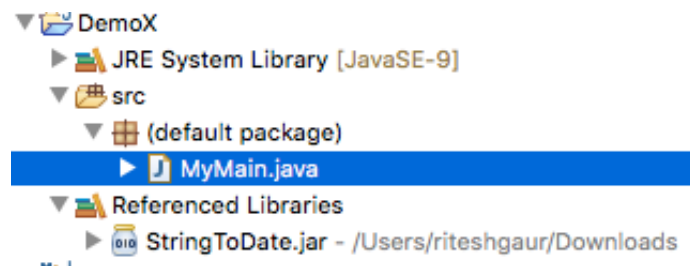 DemoX
JRE System Library [JavaSE-9]
src
(default package)
MyMain.java
Referenced Libraries
StringToDate.jar - /Users/riteshgaur/Downloads